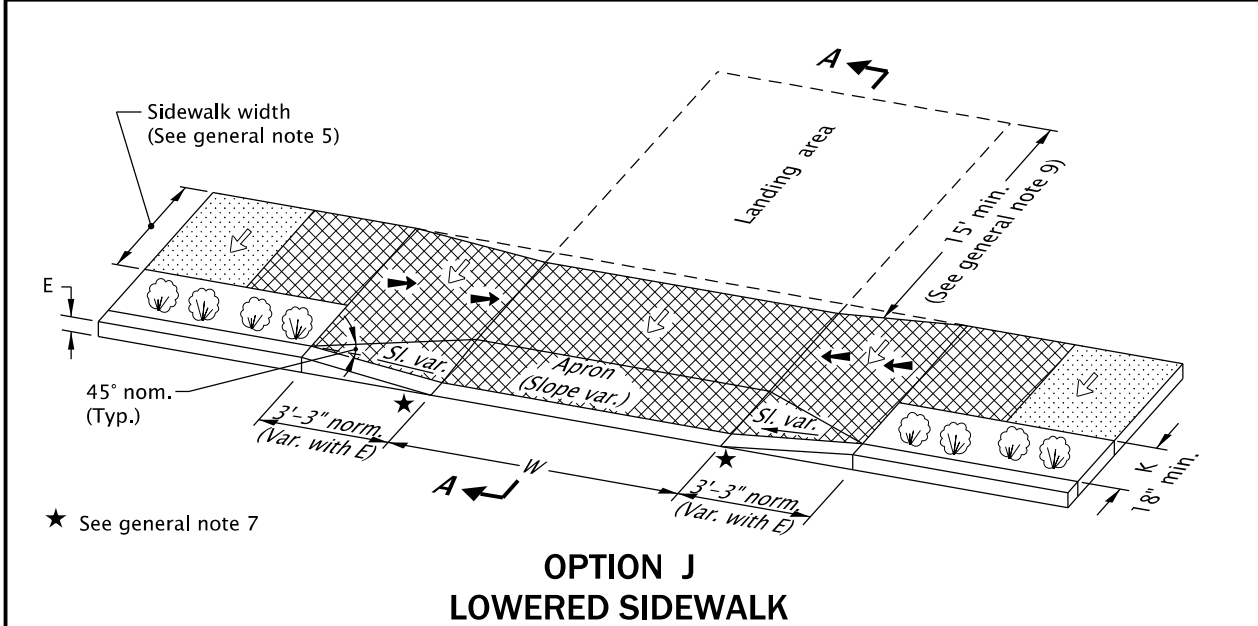 A
Sidewalk width
(See general note 5)
Landing area
15' min.
(See general note 9)
E
Sl. var.
Apron
(Slope var.)
Sl. var.
45° nom.
(Typ.)
3'-3" norm.
(Var. with E)
W
A
3'-3" norm.
(Var. with E)
K
18" min.
★ See general note 7
★
★
OPTION J
LOWERED SIDEWALK